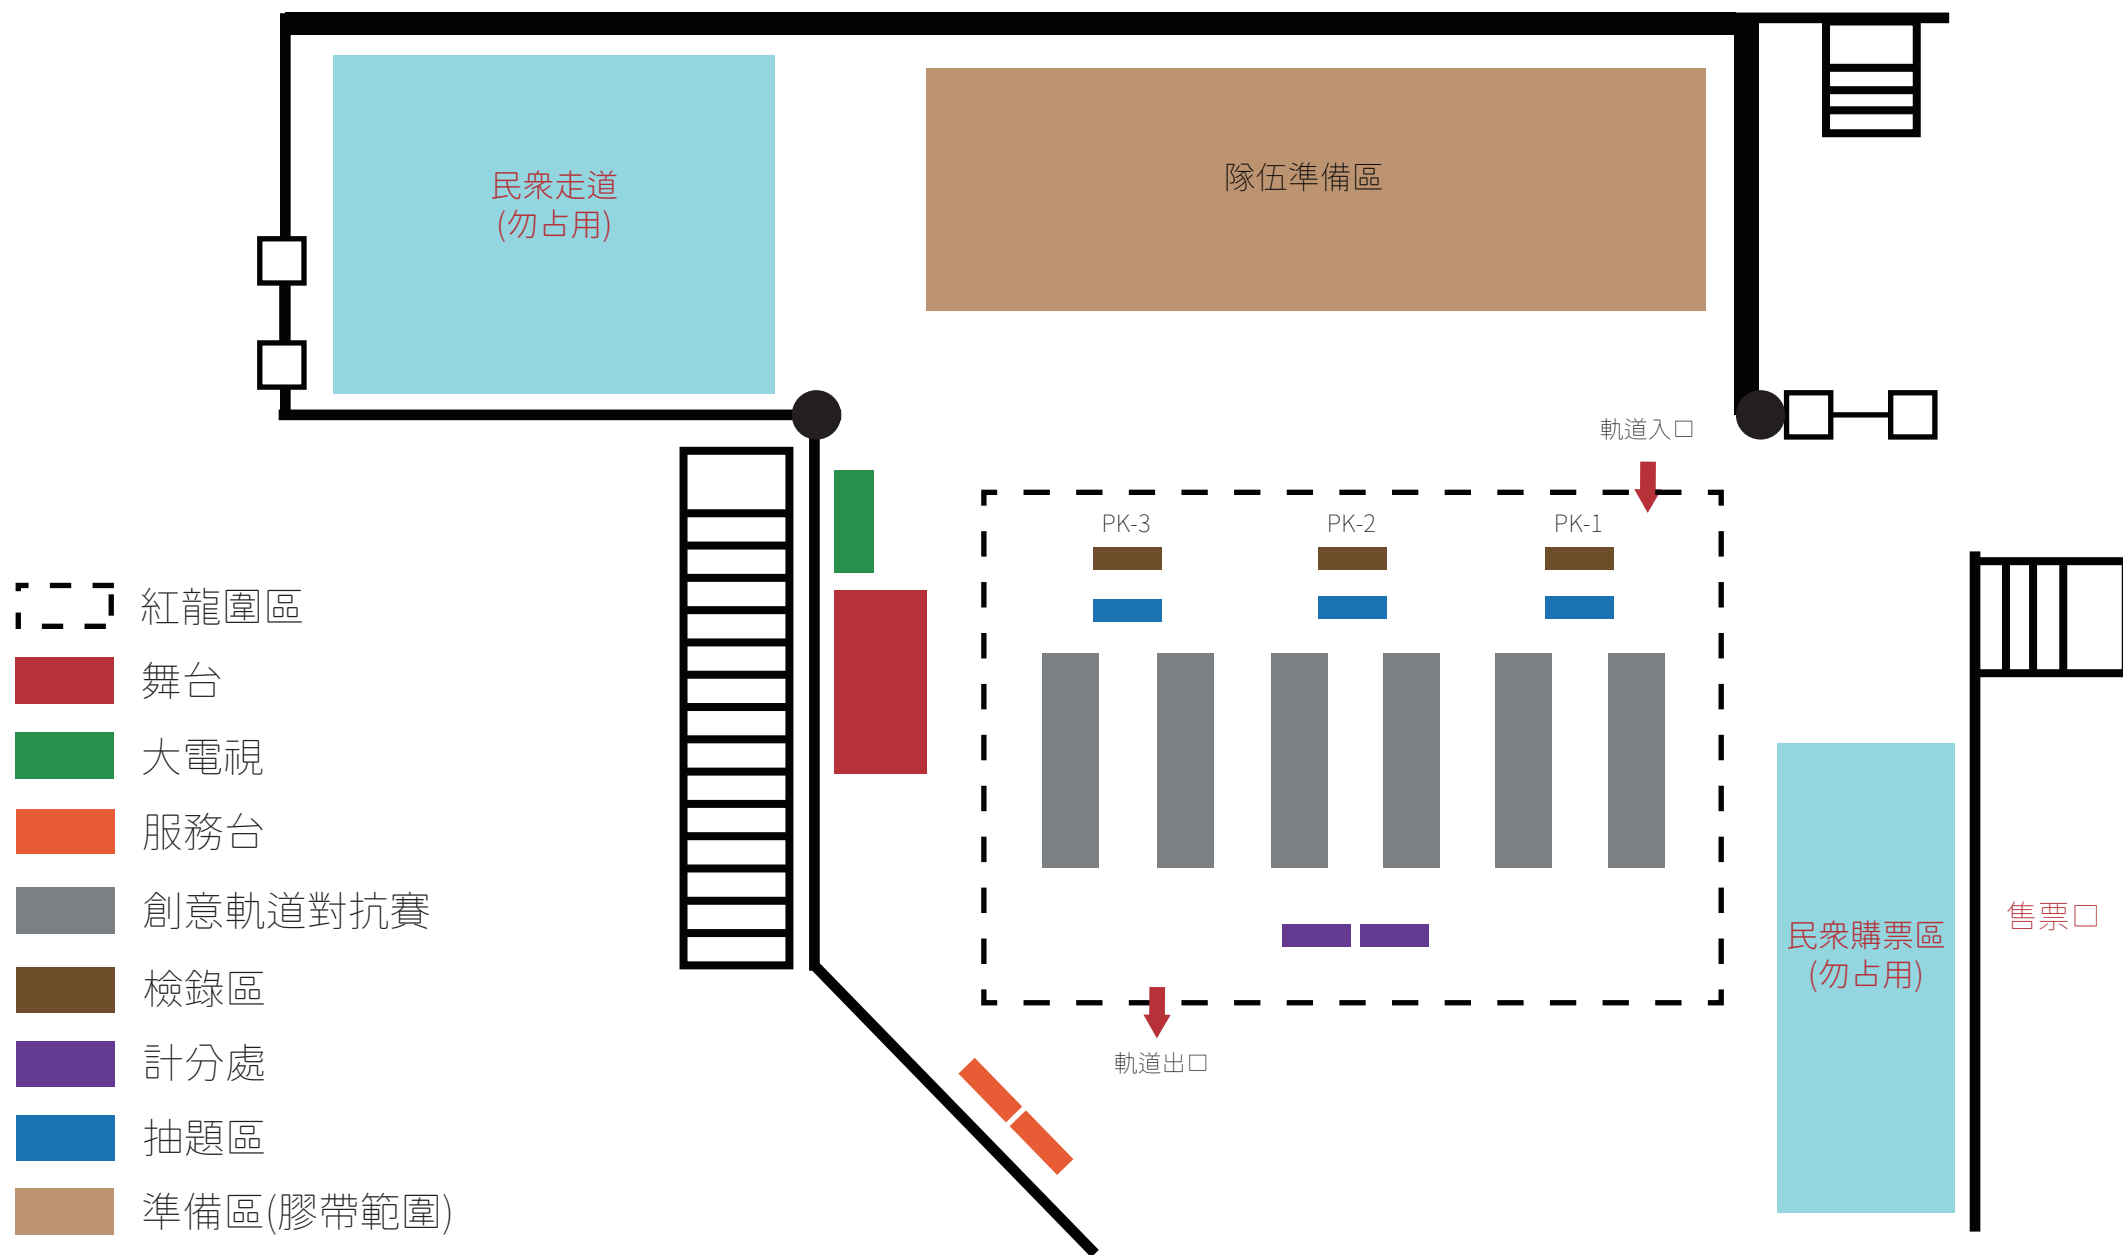 民眾走道
(勿占用)
隊伍準備區
軌道入口
PK-3
PK-2
PK-1
紅龍圍區
舞台
大電視
服務台
創意軌道對抗賽
檢錄區
計分處
抽題區
準備區(膠帶範圍)
軌道出口
民眾購票區
(勿占用)
售票口